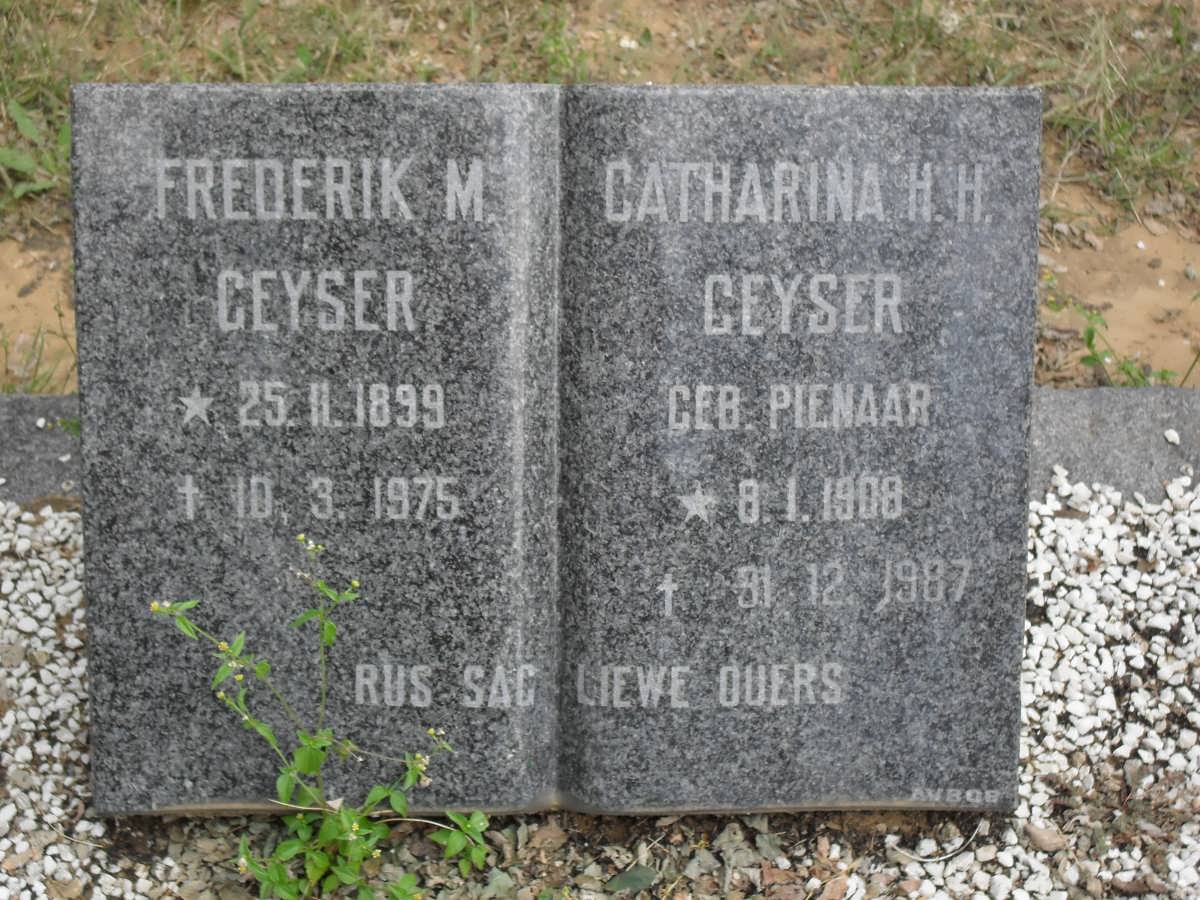 FREDERIK M.
GEYSER
★ 25. 11. 1899
† 10. 3. 1975
CATHARINA H. H.
GEYSER
GEB. PIENAAR
★ 8. 1. 1908
† 31 12. 1987
RUS SAG LIEWE OUERS
AVBOB